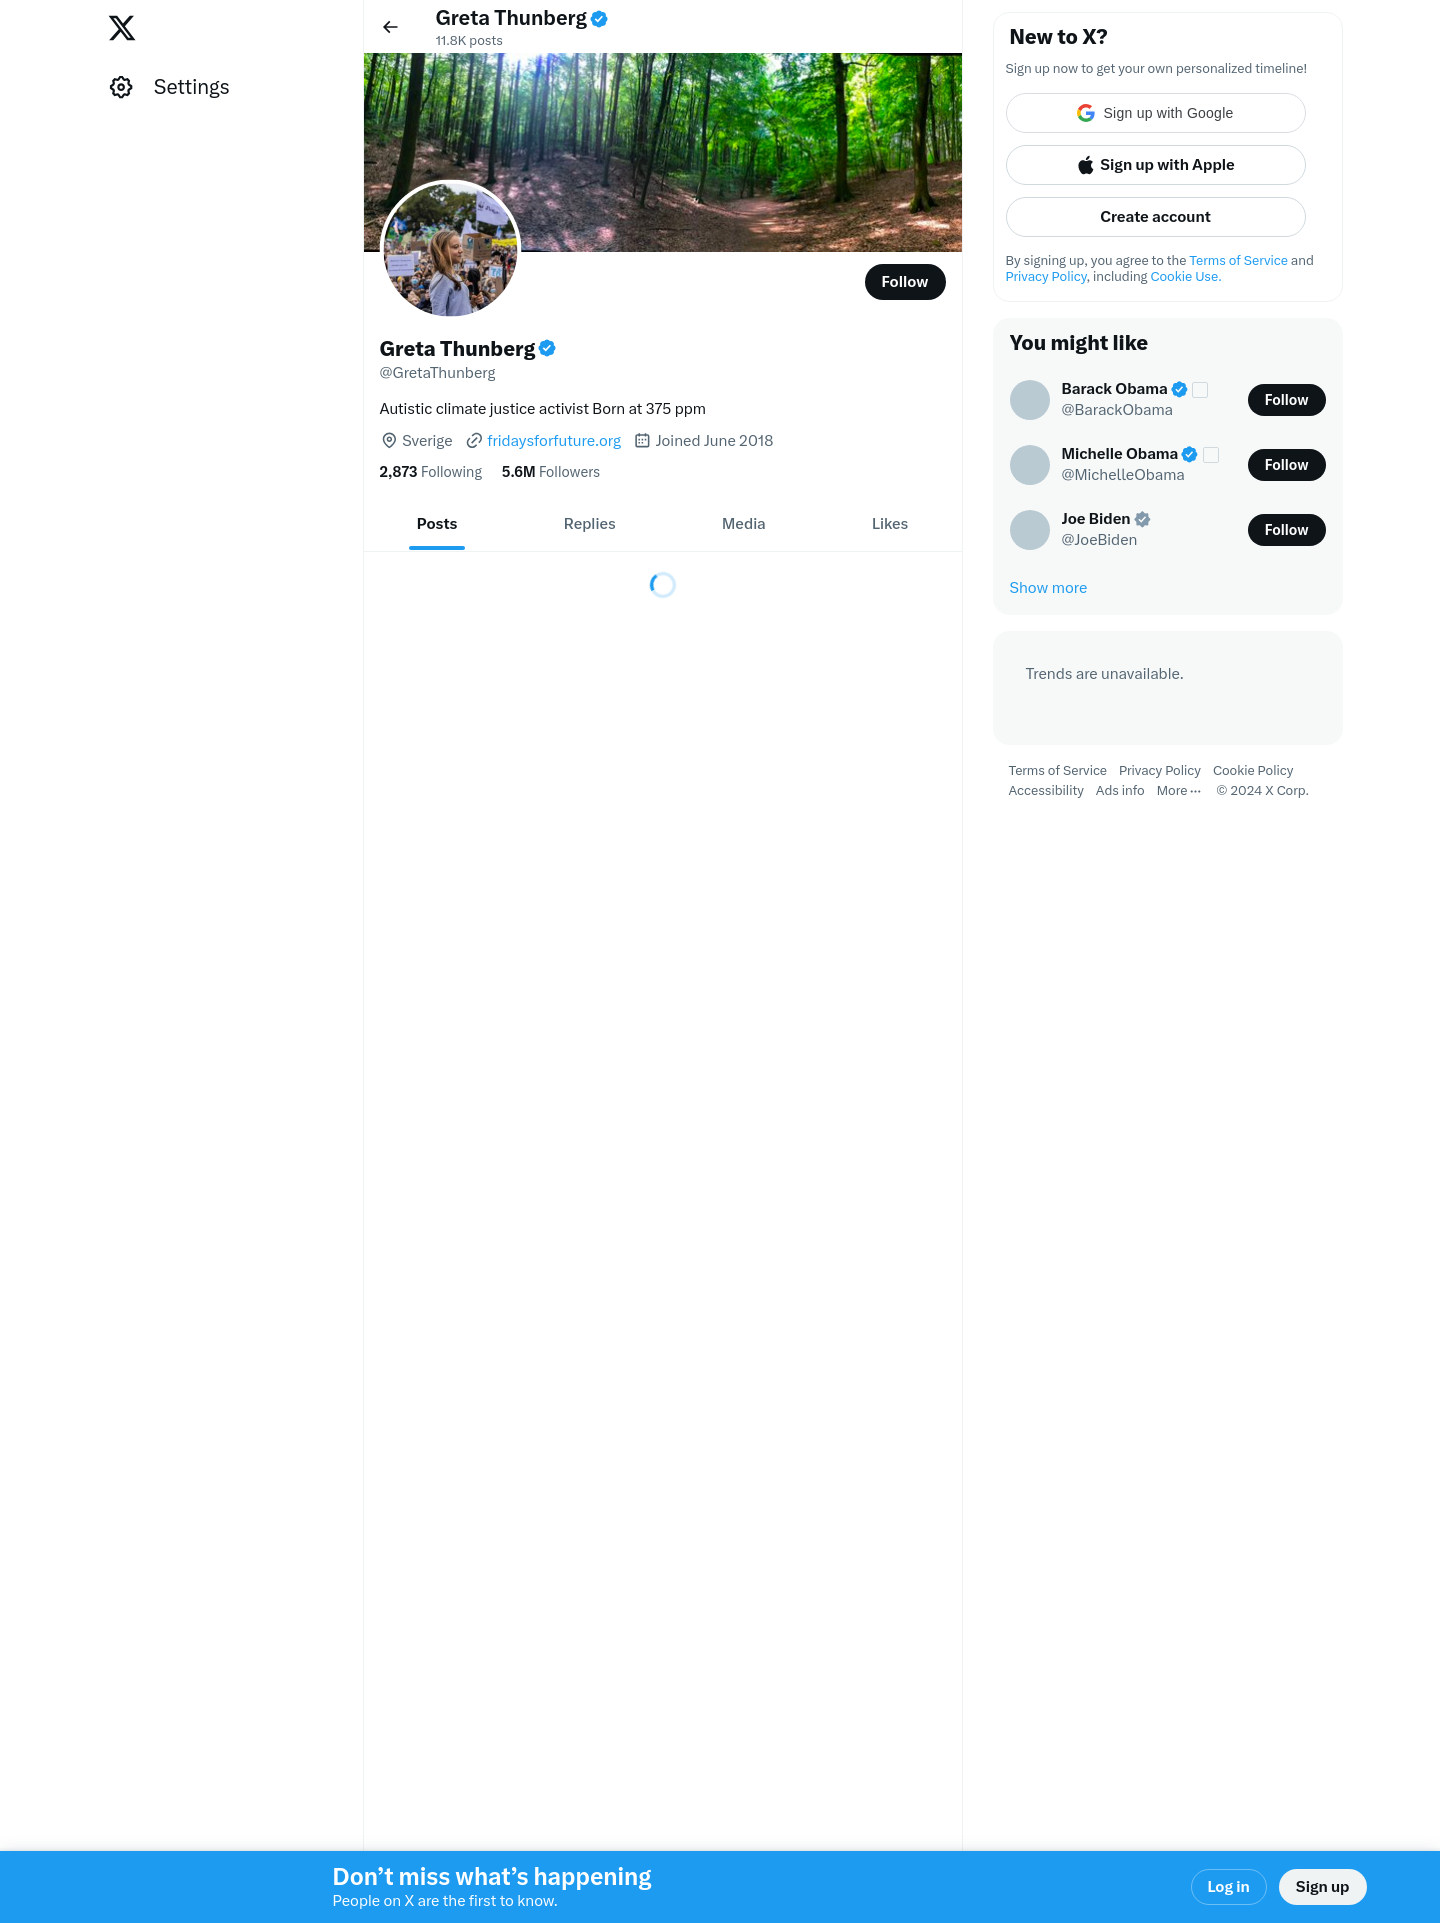 Settings
Greta Thunberg
11.8K posts
Follow
Greta Thunberg
@GretaThunberg
Autistic climate justice activist Born at 375 ppm
Sverige fridaysforfuture.org Joined June 2018
2,873 Following 5.6M Followers
Posts Replies Media Likes
New to X?
Sign up now to get your own personalized timeline!
Sign up with Google
Sign up with Apple
Create account
By signing up, you agree to the Terms of Service and
Privacy Policy, including Cookie Use.
You might like
Barack Obama
@BarackObama
Follow
Michelle Obama
@MichelleObama
Follow
Joe Biden
@JoeBiden
Follow
Show more
Trends are unavailable.
Terms of Service Privacy Policy Cookie Policy
Accessibility Ads info More ··· © 2024 X Corp.
Don’t miss what’s happening
People on X are the first to know.
Log in Sign up